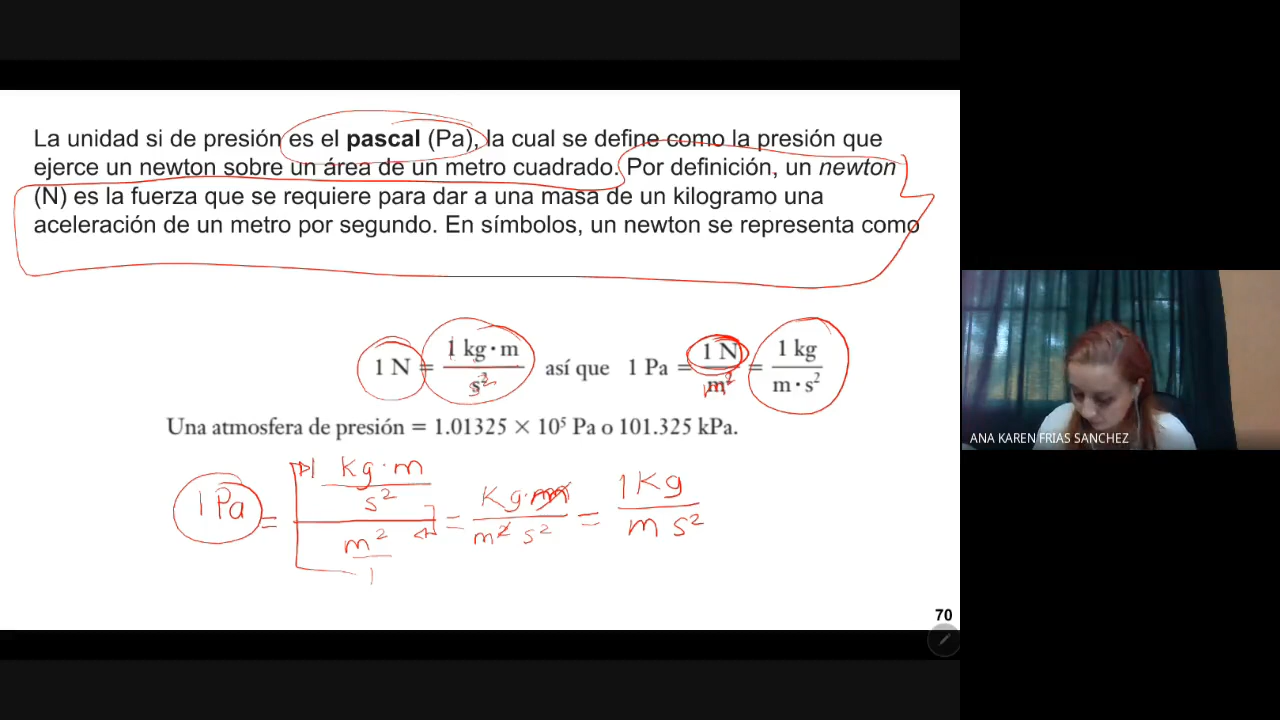 La unidad si de presión es el pascal (Pa), la cual se define como la presión que
ejerce un newton sobre un área de un metro cuadrado. Por definición, un newton
(N) es la fuerza que se requiere para dar a una masa de un kilogramo una
aceleración de un metro por segundo. En símbolos, un newton se representa como
1 N = 1 kg · m / s² así que 1 Pa = 1 N / m² = 1 kg / m · s²
Una atmosfera de presión = 1.01325 × 10⁵ Pa o 101.325 kPa.
1 Pa = kg · m / s² / m² / 1 = Kg · m / m² s² = 1 Kg / m s²
70
ANA KAREN FRIAS SANCHEZ